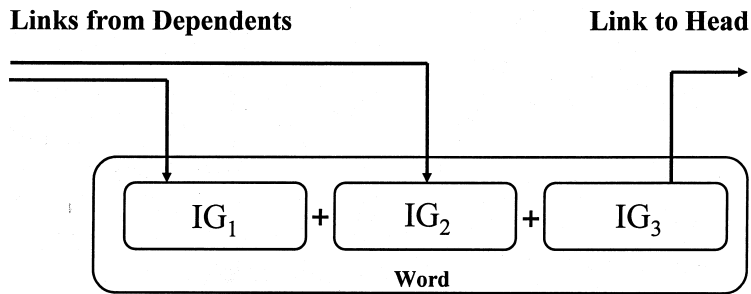 Links from Dependents Link to Head
IG₁ + IG₂ + IG₃
Word